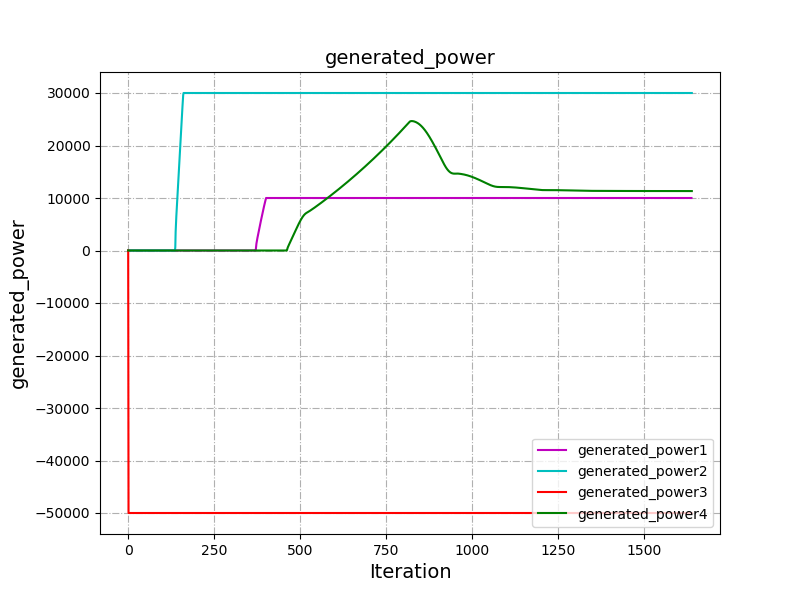 generated_power
30000
20000
10000
0
−10000
−20000
−30000
−40000
−50000
generated_power
generated_power1
generated_power2
generated_power3
generated_power4
0 250 500 750 1000 1250 1500
Iteration